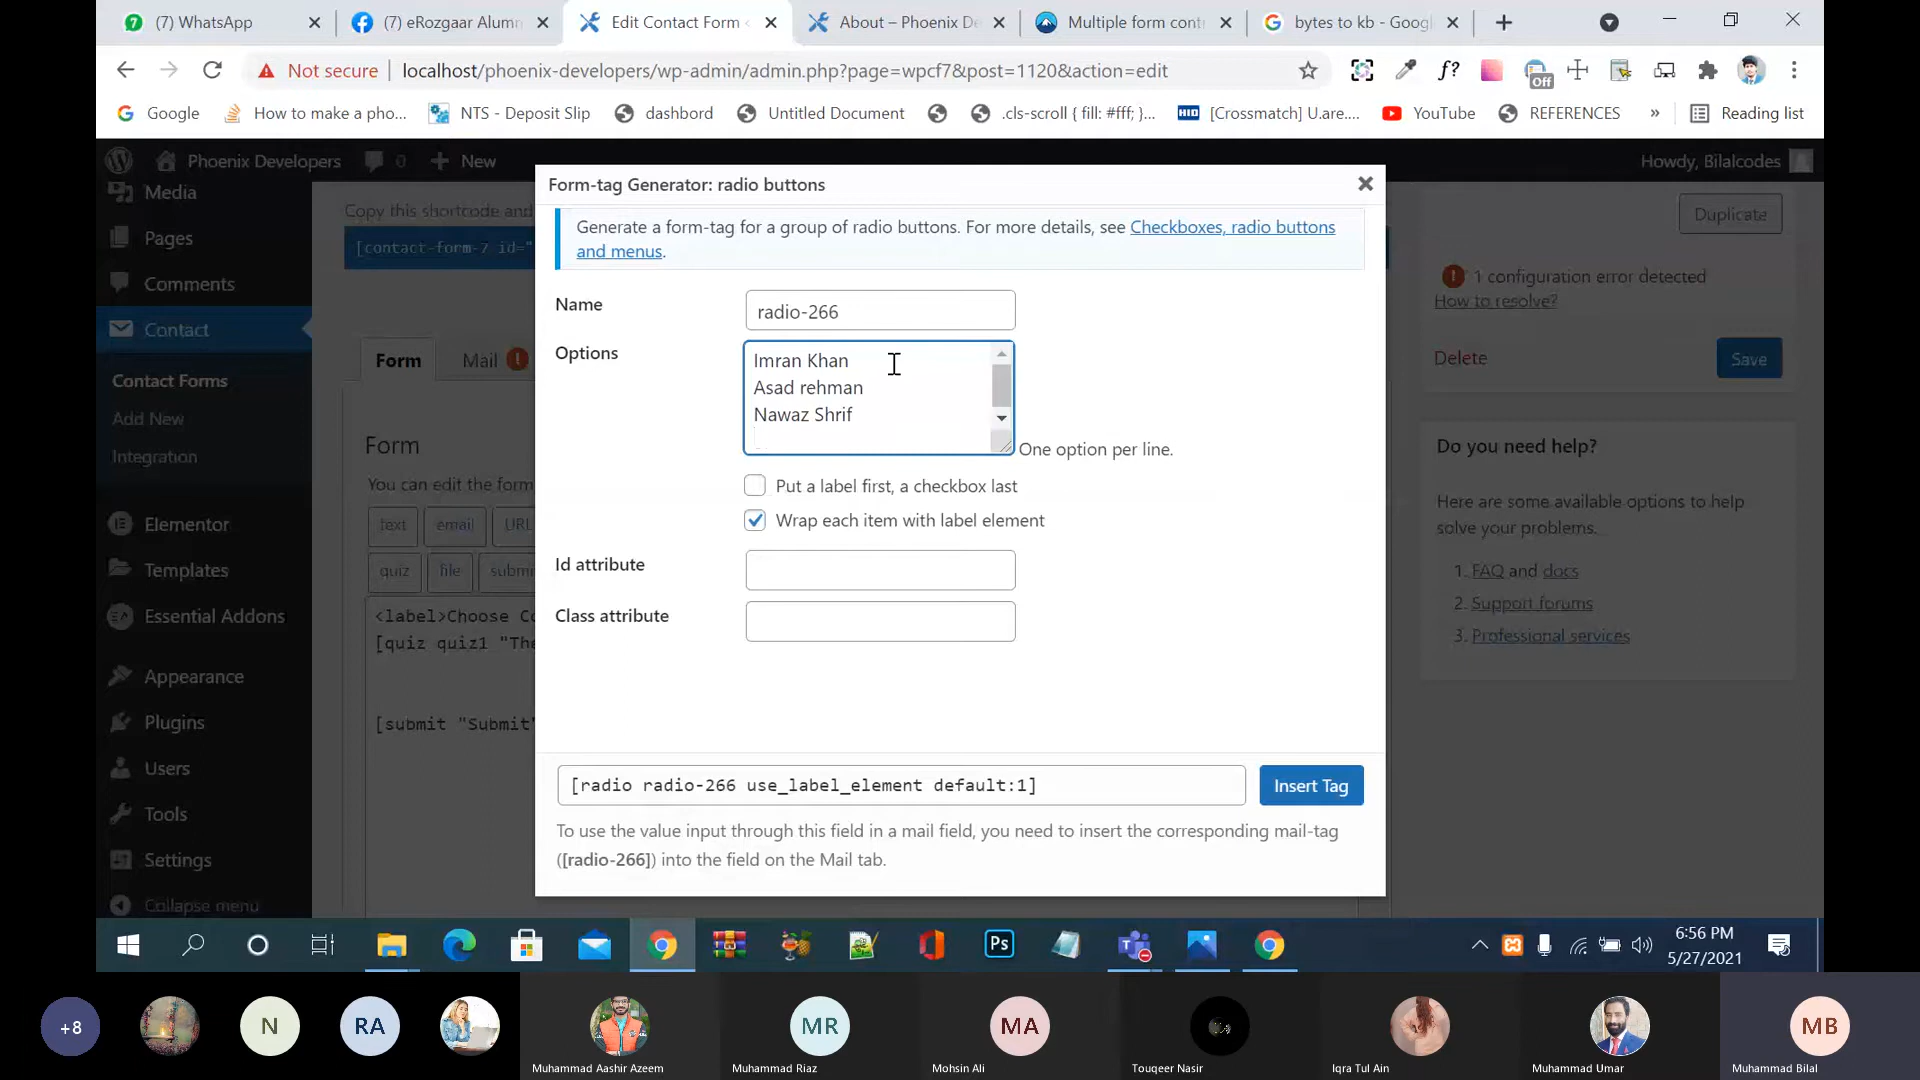 (7) WhatsApp
(7) eRozgaar Alumn
Edit Contact Form
About – Phoenix De
Multiple form cont
bytes to kb - Googl
Not secure
localhost/phoenix-developers/wp-admin/admin.php?page=wpcf7&post=1120&action=edit
f?
Off
Google
How to make a pho...
NTS - Deposit Slip
dashbord
Untitled Document
.cls-scroll { fill: #fff; }...
HID
[Crossmatch] U.are....
YouTube
REFERENCES
»
Reading list
Phoenix Developers
0
New
Howdy, Bilalcodes
Media
Pages
Comments
Contact
Contact Forms
Add New
Integration
Elementor
Templates
Essential Addons
Appearance
Plugins
Users
Tools
Settings
Collapse menu
Copy this shortcode and
[contact-form-7 id="
Form
Mail
Form
You can edit the form
text
email
URL
quiz
file
<label>Choose Co
[quiz quiz1 "The
[submit "Submit"
Form-tag Generator: radio buttons
Generate a form-tag for a group of radio buttons. For more details, see Checkboxes, radio buttons
and menus.
Name
radio-266
Options
Imran Khan
Asad rehman
Nawaz Shrif
One option per line.
Put a label first, a checkbox last
Wrap each item with label element
Id attribute
Class attribute
[radio radio-266 use_label_element default:1]
Insert Tag
To use the value input through this field in a mail field, you need to insert the corresponding mail-tag
([radio-266]) into the field on the Mail tab.
Duplicate
1 configuration error detected
How to resolve?
Delete
Save
Do you need help?
Here are some available options to help
solve your problems.
1. FAQ and docs
2. Support forums
3. Professional services
Ps
6:56 PM
5/27/2021
+8
N
RA
MR
MA
MB
Muhammad Aashir Azeem
Muhammad Riaz
Mohsin Ali
Touqeer Nasir
Iqra Tul Ain
Muhammad Umar
Muhammad Bilal